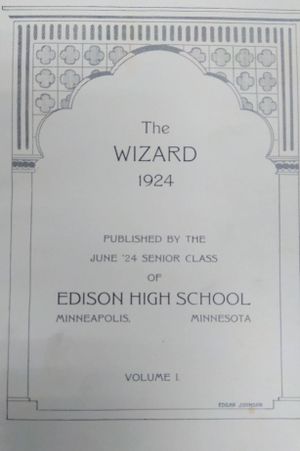 The
WIZARD
1924
PUBLISHED BY THE
JUNE '24 SENIOR CLASS
OF
EDISON HIGH SCHOOL
MINNEAPOLIS, MINNESOTA
VOLUME I.
EDGAR JOHNSON